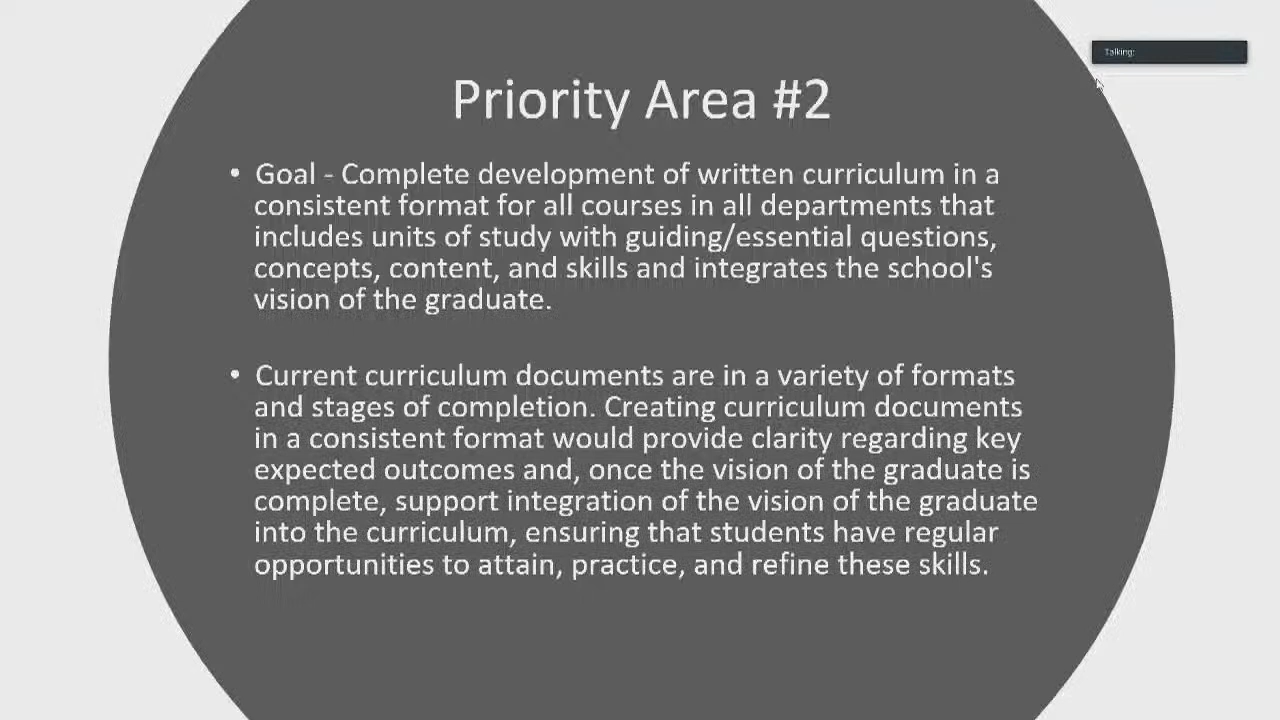 Talking:
Priority Area #2
• Goal - Complete development of written curriculum in a
consistent format for all courses in all departments that
includes units of study with guiding/essential questions,
concepts, content, and skills and integrates the school's
vision of the graduate.
• Current curriculum documents are in a variety of formats
and stages of completion. Creating curriculum documents
in a consistent format would provide clarity regarding key
expected outcomes and, once the vision of the graduate is
complete, support integration of the vision of the graduate
into the curriculum, ensuring that students have regular
opportunities to attain, practice, and refine these skills.